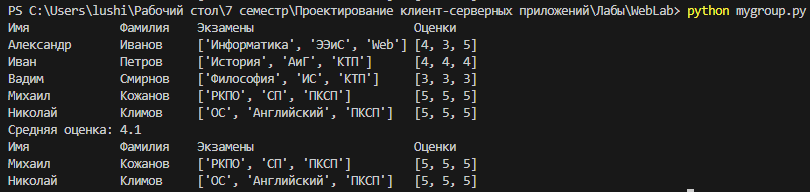 PS C:\Users\lushi\Рабочий стол\7 семестр\Проектирование клиент-серверных приложений\Лабы\WebLab> python mygroup.py
Имя Фамилия Экзамены Оценки
Александр Иванов ['Информатика', 'ЭЭиС', 'Web'] [4, 3, 5]
Иван Петров ['История', 'АиГ', 'КТП'] [4, 4, 4]
Вадим Смирнов ['Философия', 'ИС', 'КТП'] [3, 3, 3]
Михаил Кожанов ['РКПО', 'СП', 'ПКСП'] [5, 5, 5]
Николай Климов ['ОС', 'Английский', 'ПКСП'] [5, 5, 5]
Средняя оценка: 4.1
Имя Фамилия Экзамены Оценки
Михаил Кожанов ['РКПО', 'СП', 'ПКСП'] [5, 5, 5]
Николай Климов ['ОС', 'Английский', 'ПКСП'] [5, 5, 5]